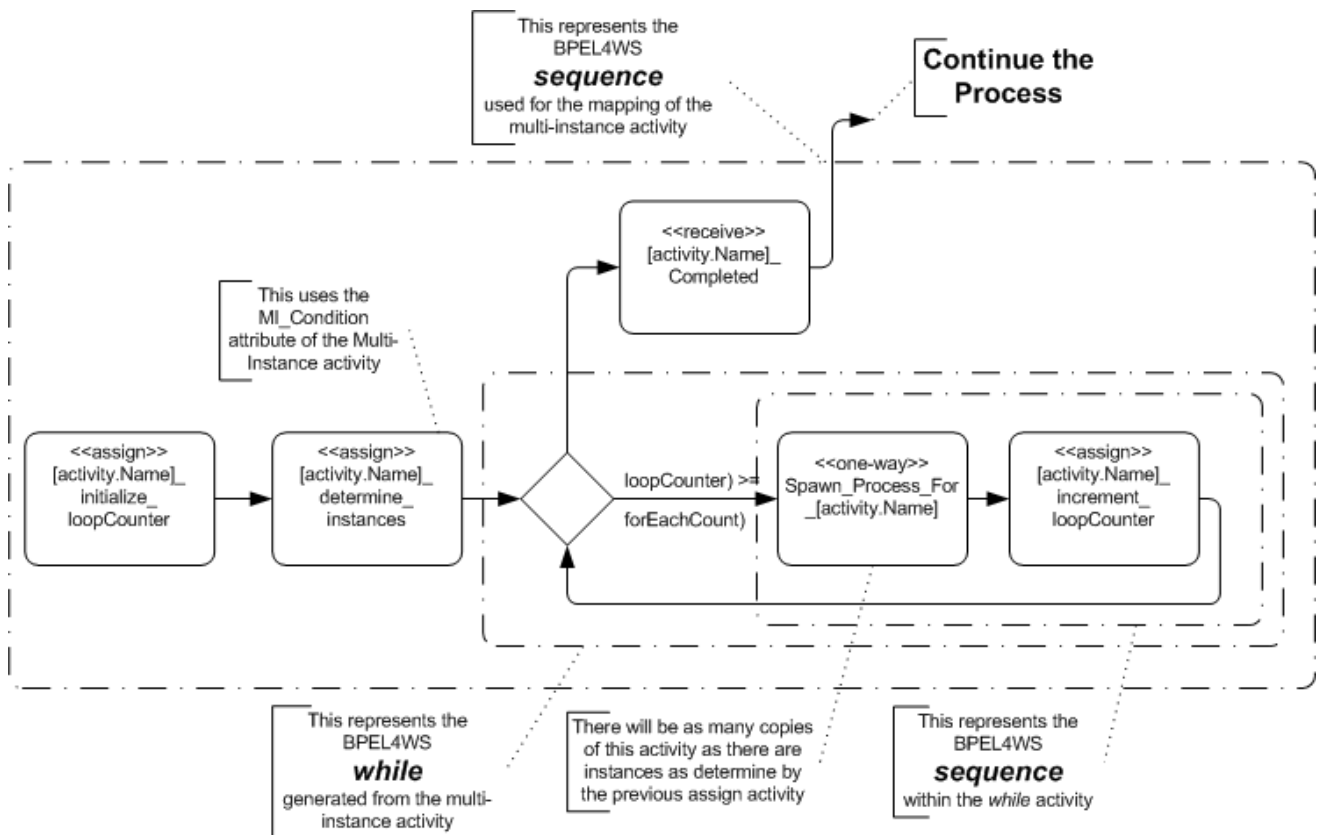 This represents the
BPEL4WS
sequence
used for the mapping of the
multi-instance activity
Continue the
Process
<<receive>>
[activity.Name]_
Completed
This uses the
MI_Condition
attribute of the Multi-
Instance activity
<<assign>>
[activity.Name]_
initialize_
loopCounter
<<assign>>
[activity.Name]_
determine_
instances
loopCounter) >=
forEachCount)
<<one-way>>
Spawn_Process_For
_[activity.Name]
<<assign>>
[activity.Name]_
increment_
loopCounter
This represents the
BPEL4WS
while
generated from the multi-
instance activity
There will be as many copies
of this activity as there are
instances as determine by
the previous assign activity
This represents the
BPEL4WS
sequence
within the while activity